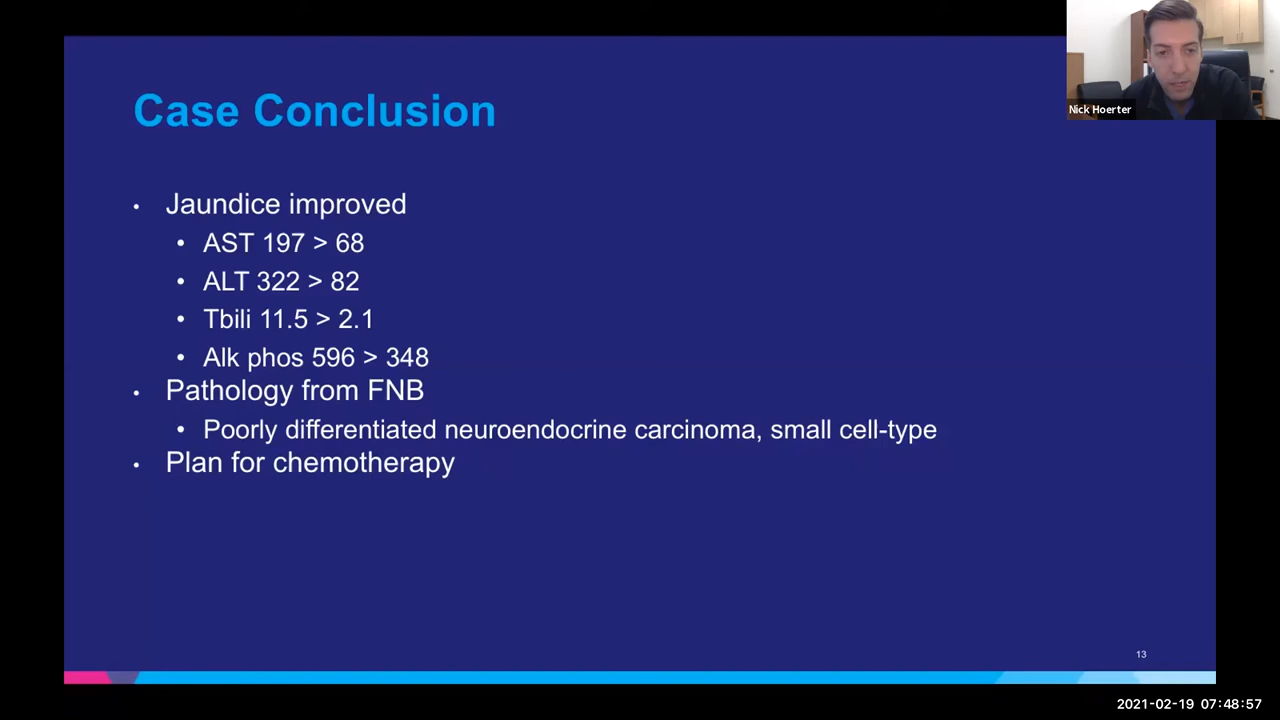 Case Conclusion
Nick Hoerter
• Jaundice improved
• AST 197 > 68
• ALT 322 > 82
• Tbili 11.5 > 2.1
• Alk phos 596 > 348
• Pathology from FNB
• Poorly differentiated neuroendocrine carcinoma, small cell-type
• Plan for chemotherapy
13
2021-02-19 07:48:57